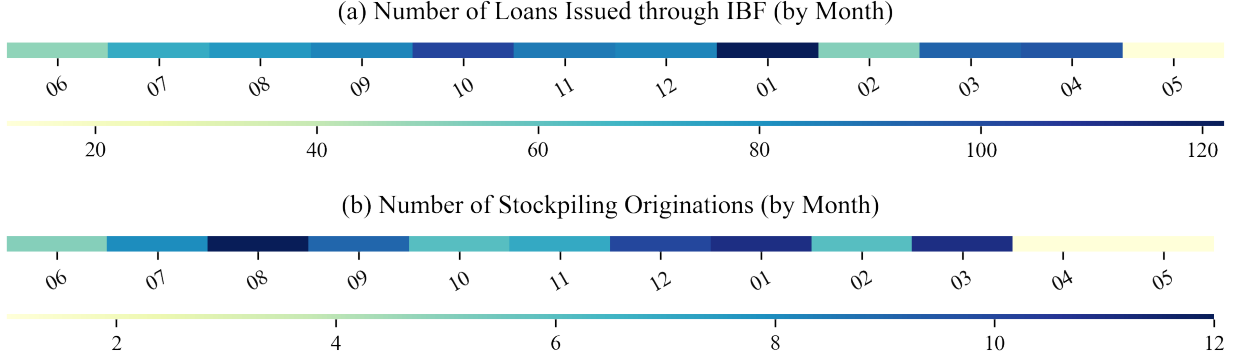 (a) Number of Loans Issued through IBF (by Month)
06 07 08 09 10 11 12 01 02 03 04 05
20 40 60 80 100 120
(b) Number of Stockpiling Originations (by Month)
06 07 08 09 10 11 12 01 02 03 04 05
2 4 6 8 10 12